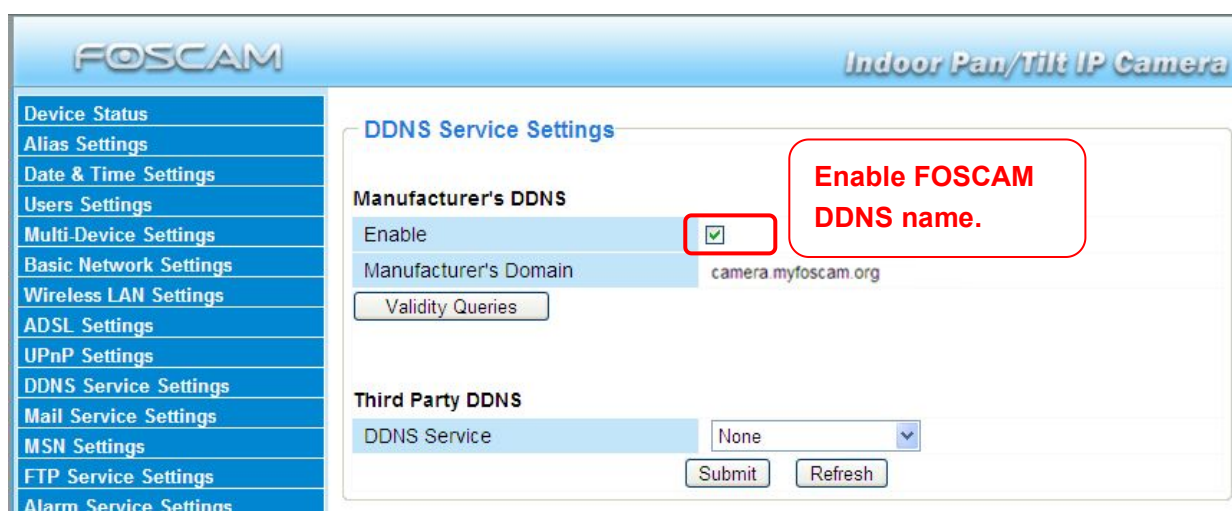 FOSCAM
Indoor Pan/Tilt IP Camera
Device Status
Alias Settings
Date & Time Settings
Users Settings
Multi-Device Settings
Basic Network Settings
Wireless LAN Settings
ADSL Settings
UPnP Settings
DDNS Service Settings
Mail Service Settings
MSN Settings
FTP Service Settings
Alarm Service Settings
DDNS Service Settings
Manufacturer's DDNS
Enable
Enable FOSCAM
DDNS name.
Manufacturer's Domain camera.myfoscam.org
Validity Queries
Third Party DDNS
DDNS Service None
Submit Refresh